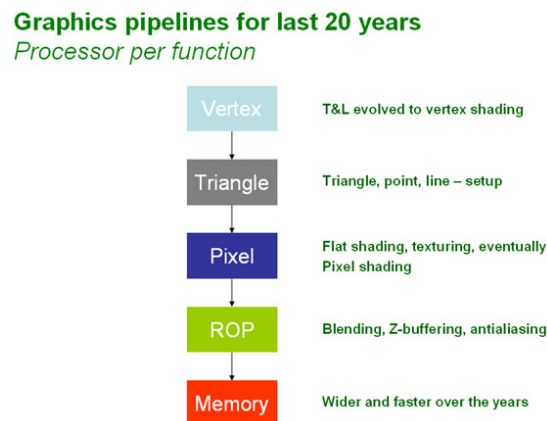 Graphics pipelines for last 20 years
Processor per function
Vertex
T&L evolved to vertex shading
Triangle
Triangle, point, line – setup
Pixel
Flat shading, texturing, eventually
Pixel shading
ROP
Blending, Z-buffering, antialiasing
Memory
Wider and faster over the years